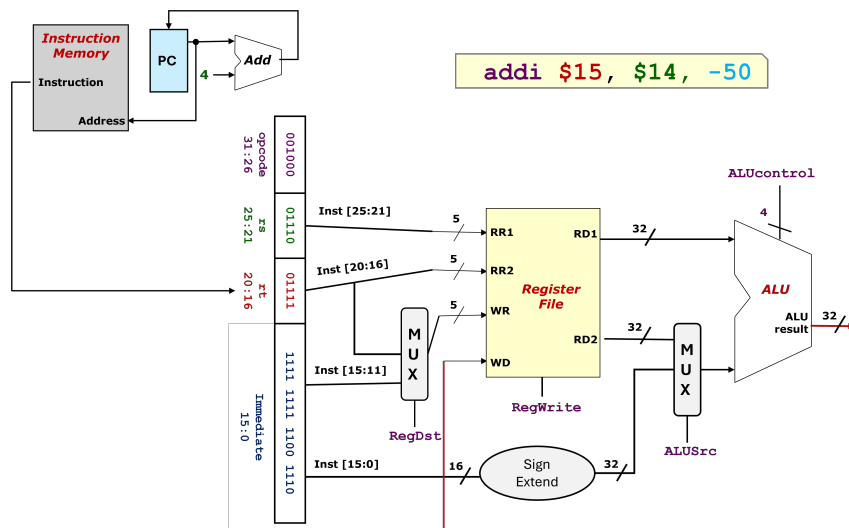 Instruction
Memory
Instruction
Address
PC
4
Add
addi $15, $14, -50
opcode
31:26
001000
rs
25:21
01110
rt
20:16
01111
Immediate
15:0
1111 1111 1100 1110
Inst [25:21]
Inst [20:16]
Inst [15:11]
Inst [15:0]
5
5
5
16
MUX
RegDst
RR1
RR2
WR
WD
RD1
RD2
Register
File
RegWrite
Sign
Extend
32
32
32
MUX
ALUSrc
ALUcontrol
4
ALU
ALU
result
32